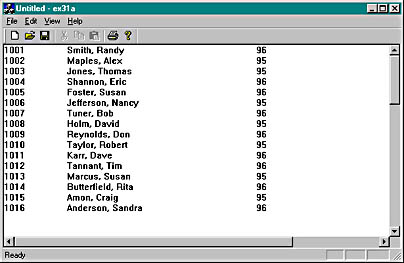 Untitled - ex31a
File Edit View Help
1001 Smith, Randy 96
1002 Maples, Alex 95
1003 Jones, Thomas 95
1004 Shannon, Eric 96
1005 Foster, Susan 96
1006 Jefferson, Nancy 95
1007 Tuner, Bob 96
1008 Holm, David 96
1009 Reynolds, Don 96
1010 Taylor, Robert 95
1011 Karr, Dave 96
1012 Tannant, Tim 96
1013 Marcus, Susan 95
1014 Butterfield, Rita 96
1015 Amon, Craig 95
1016 Anderson, Sandra 96
Ready